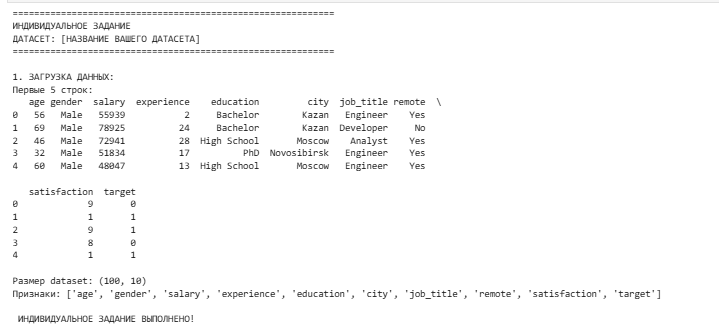 ============================================================
ИНДИВИДУАЛЬНОЕ ЗАДАНИЕ
ДАТАСЕТ: [НАЗВАНИЕ ВАШЕГО ДАТАСЕТА]
============================================================
1. ЗАГРУЗКА ДАННЫХ:
Первые 5 строк:
   age gender  salary  experience    education         city  job_title remote  \
0   56   Male   55939           2     Bachelor        Kazan   Engineer    Yes
1   69   Male   78925          24     Bachelor        Kazan  Developer     No
2   46   Male   72941          28  High School       Moscow    Analyst    Yes
3   32   Male   51834          17          PhD  Novosibirsk   Engineer    Yes
4   60   Male   48047          13  High School       Moscow   Engineer    Yes
   satisfaction  target
0             9       0
1             1       1
2             9       1
3             8       0
4             1       1
Размер dataset: (100, 10)
Признаки: ['age', 'gender', 'salary', 'experience', 'education', 'city', 'job_title', 'remote', 'satisfaction', 'target']
ИНДИВИДУАЛЬНОЕ ЗАДАНИЕ ВЫПОЛНЕНО!